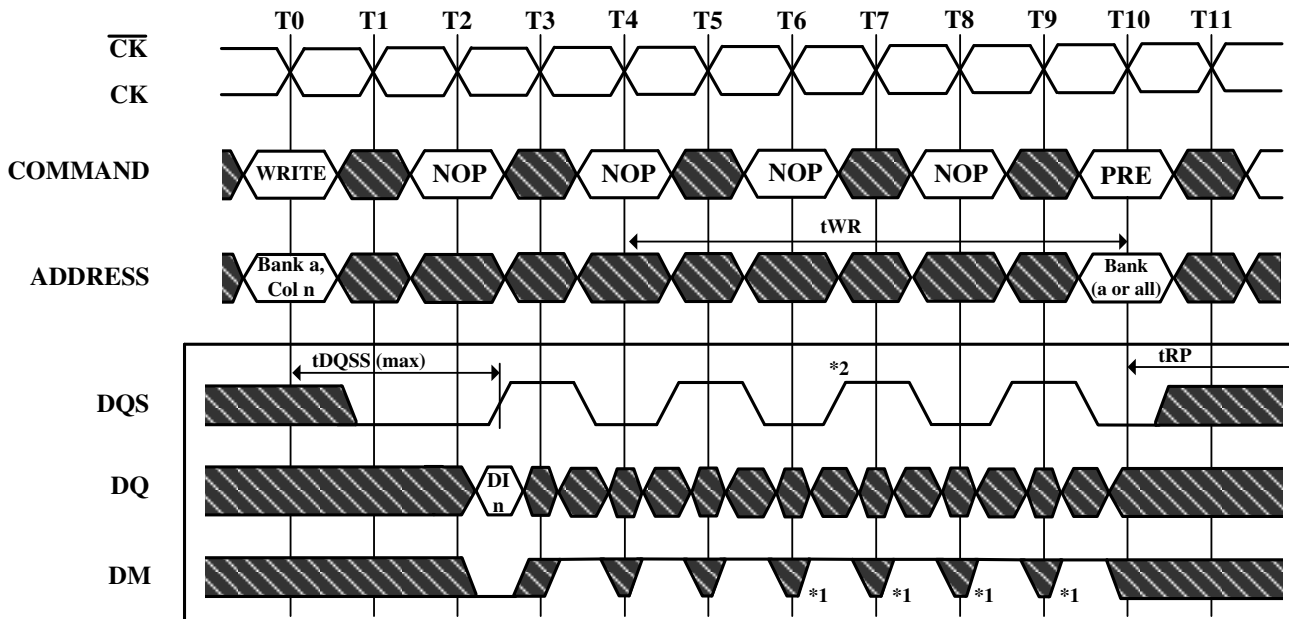 T0 T1 T2 T3 T4 T5 T6 T7 T8 T9 T10 T11
CK
CK
COMMAND WRITE NOP NOP NOP NOP PRE
tWR
ADDRESS Bank a, Bank
Col n (a or all)
tDQSS (max) *2 tRP
DQS
DQ DI
n
DM *1 *1 *1 *1